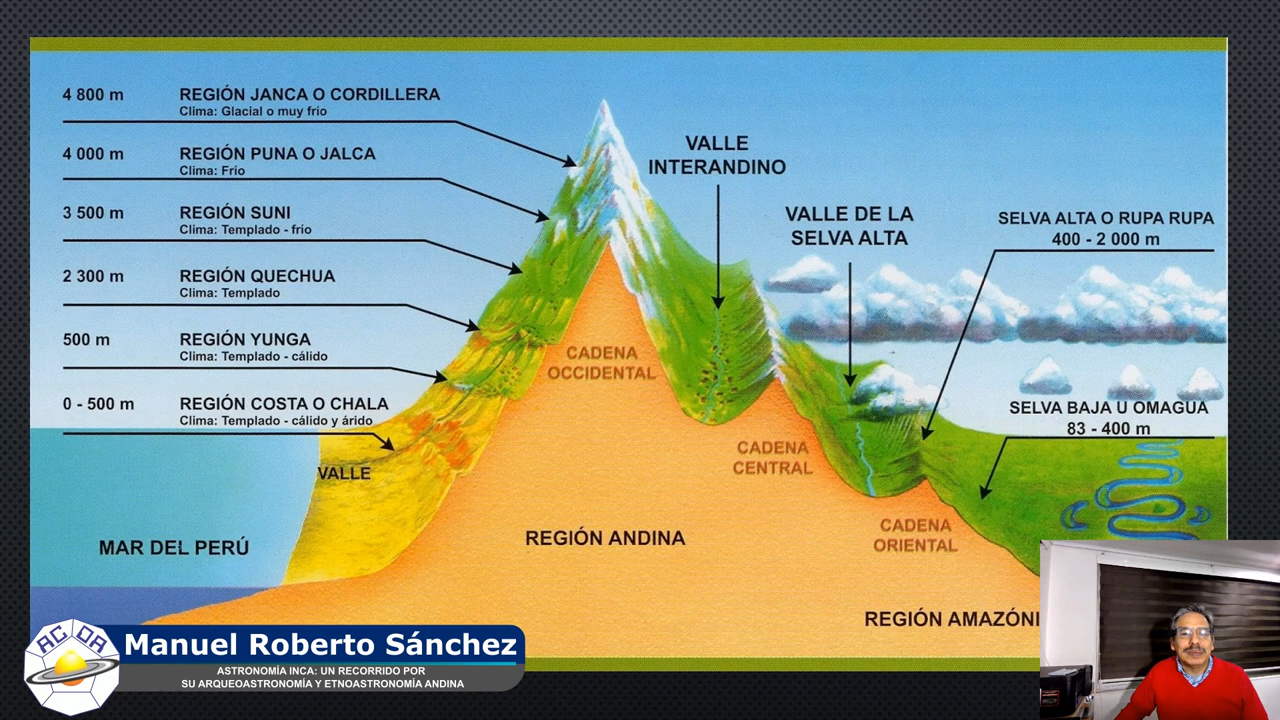 4 800 m REGIÓN JANCA O CORDILLERA
Clima: Glacial o muy frío
4 000 m REGIÓN PUNA O JALCA
Clima: Frío
3 500 m REGIÓN SUNI
Clima: Templado - frío
2 300 m REGIÓN QUECHUA
Clima: Templado
500 m REGIÓN YUNGA
Clima: Templado - cálido
0 - 500 m REGIÓN COSTA O CHALA
Clima: Templado - cálido y árido
VALLE
MAR DEL PERÚ
VALLE
INTERANDINO
VALLE DE LA
SELVA ALTA
SELVA ALTA O RUPA RUPA
400 - 2 000 m
SELVA BAJA U OMAGUA
83 - 400 m
CADENA
OCCIDENTAL
CADENA
CENTRAL
CADENA
ORIENTAL
REGIÓN ANDINA
REGIÓN AMAZÓNI
ACDA
Manuel Roberto Sánchez
ASTRONOMÍA INCA: UN RECORRIDO POR
SU ARQUEOASTRONOMÍA Y ETNOASTRONOMÍA ANDINA